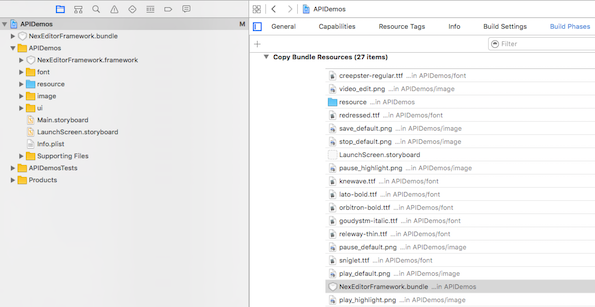 APIDemos M
NexEditorFramework.bundle
APIDemos
NexEditorFramework.framework
font
resource
image
ui
Main.storyboard
LaunchScreen.storyboard
Info.plist
Supporting Files
APIDemosTests
Products
APIDemos
General Capabilities Resource Tags Info Build Settings Build Phases
+ Filter
Copy Bundle Resources (27 items)
creepster-regular.ttf ...in APIDemos/font
video_edit.png ...in APIDemos/image
resource ...in APIDemos
redressed.ttf ...in APIDemos/font
save_default.png ...in APIDemos/image
stop_default.png ...in APIDemos/image
LaunchScreen.storyboard
pause_highlight.png ...in APIDemos/image
knewave.ttf ...in APIDemos/font
lato-bold.ttf ...in APIDemos/font
orbitron-bold.ttf ...in APIDemos/font
goudystm-italic.ttf ...in APIDemos/font
releway-thin.ttf ...in APIDemos/font
pause_default.png ...in APIDemos/image
sniglet.ttf ...in APIDemos/font
play_default.png ...in APIDemos/image
NexEditorFramework.bundle ...in APIDemos
play_highlight.png ...in APIDemos/image